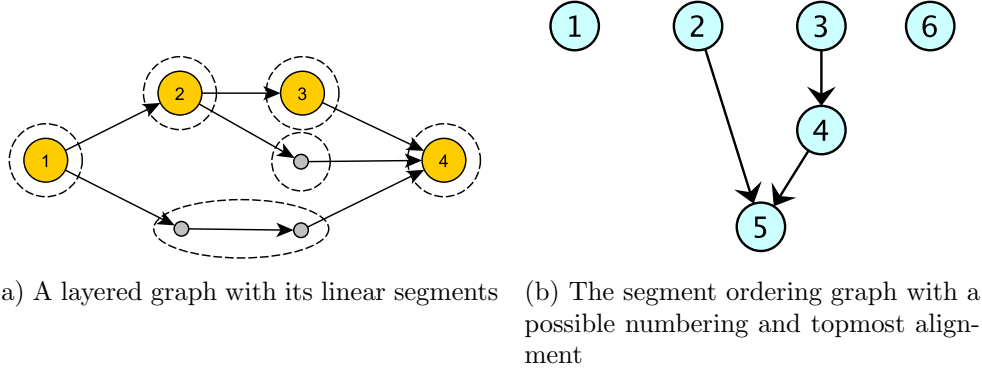 1 2 3 6
2 3
4
1 4
5
a) A layered graph with its linear segments
(b) The segment ordering graph with a
possible numbering and topmost align-
ment